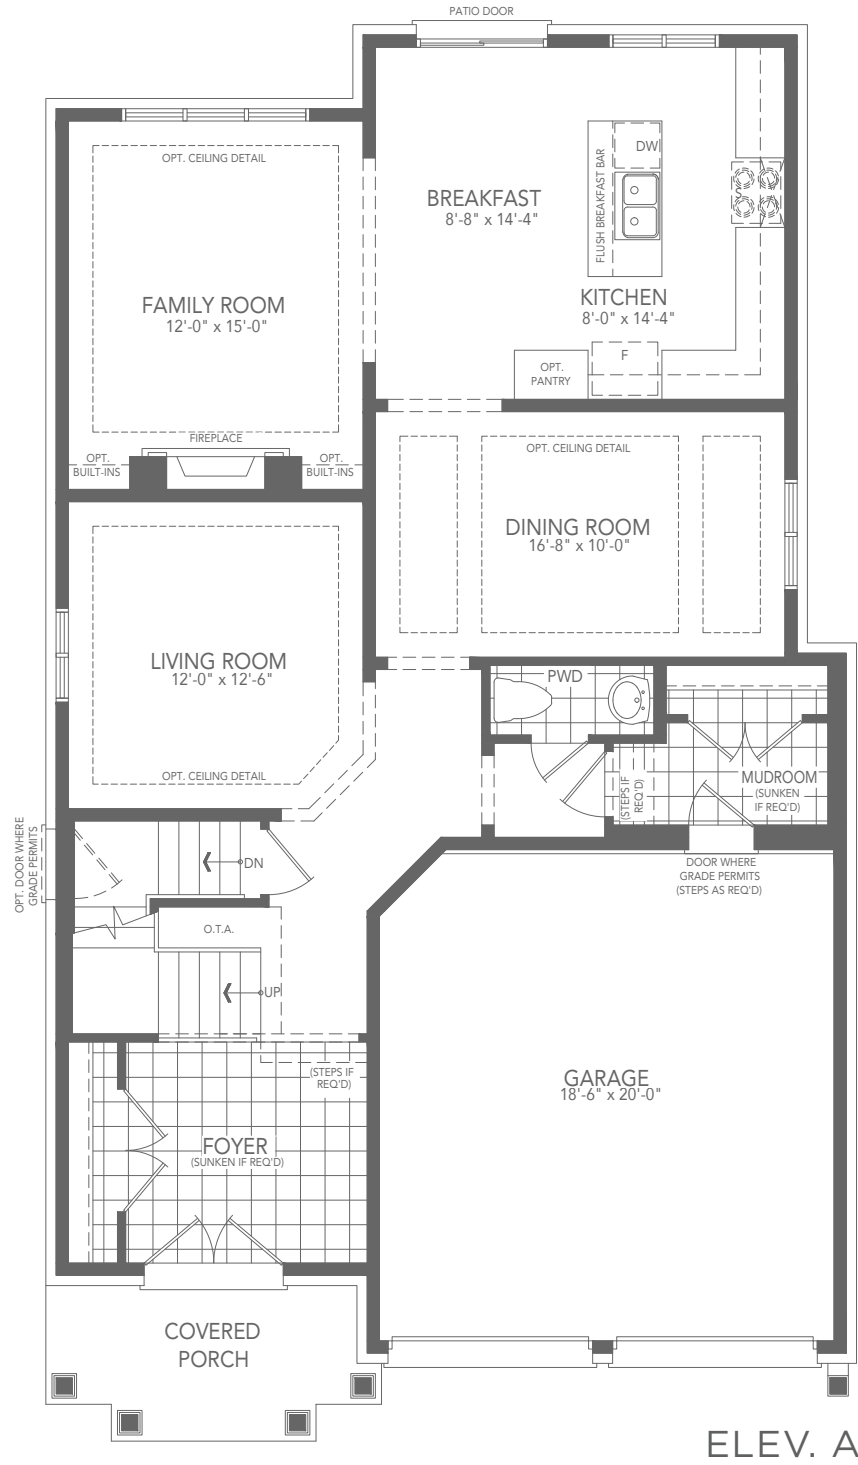 PATIO DOOR
OPT. CEILING DETAIL
FAMILY ROOM
12'-0" x 15'-0"
BREAKFAST
8'-8" x 14'-4"
FLUSH BREAKFAST BAR
DW
S
KITCHEN
8'-0" x 14'-4"
F
OPT.
PANTRY
FIREPLACE
OPT.
BUILT-INS
OPT.
BUILT-INS
OPT. CEILING DETAIL
DINING ROOM
16'-8" x 10'-0"
LIVING ROOM
12'-0" x 12'-6"
OPT. CEILING DETAIL
PWD
MUDROOM
(SUNKEN
IF REQ'D)
(STEPS IF
REQ'D)
DOOR WHERE
GRADE PERMITS
(STEPS AS REQ'D)
OPT. DOOR WHERE
GRADE PERMITS
DN
O.T.A.
UP
(STEPS IF
REQ'D)
FOYER
(SUNKEN IF REQ'D)
GARAGE
18'-6" x 20'-0"
COVERED
PORCH
ELEV. A